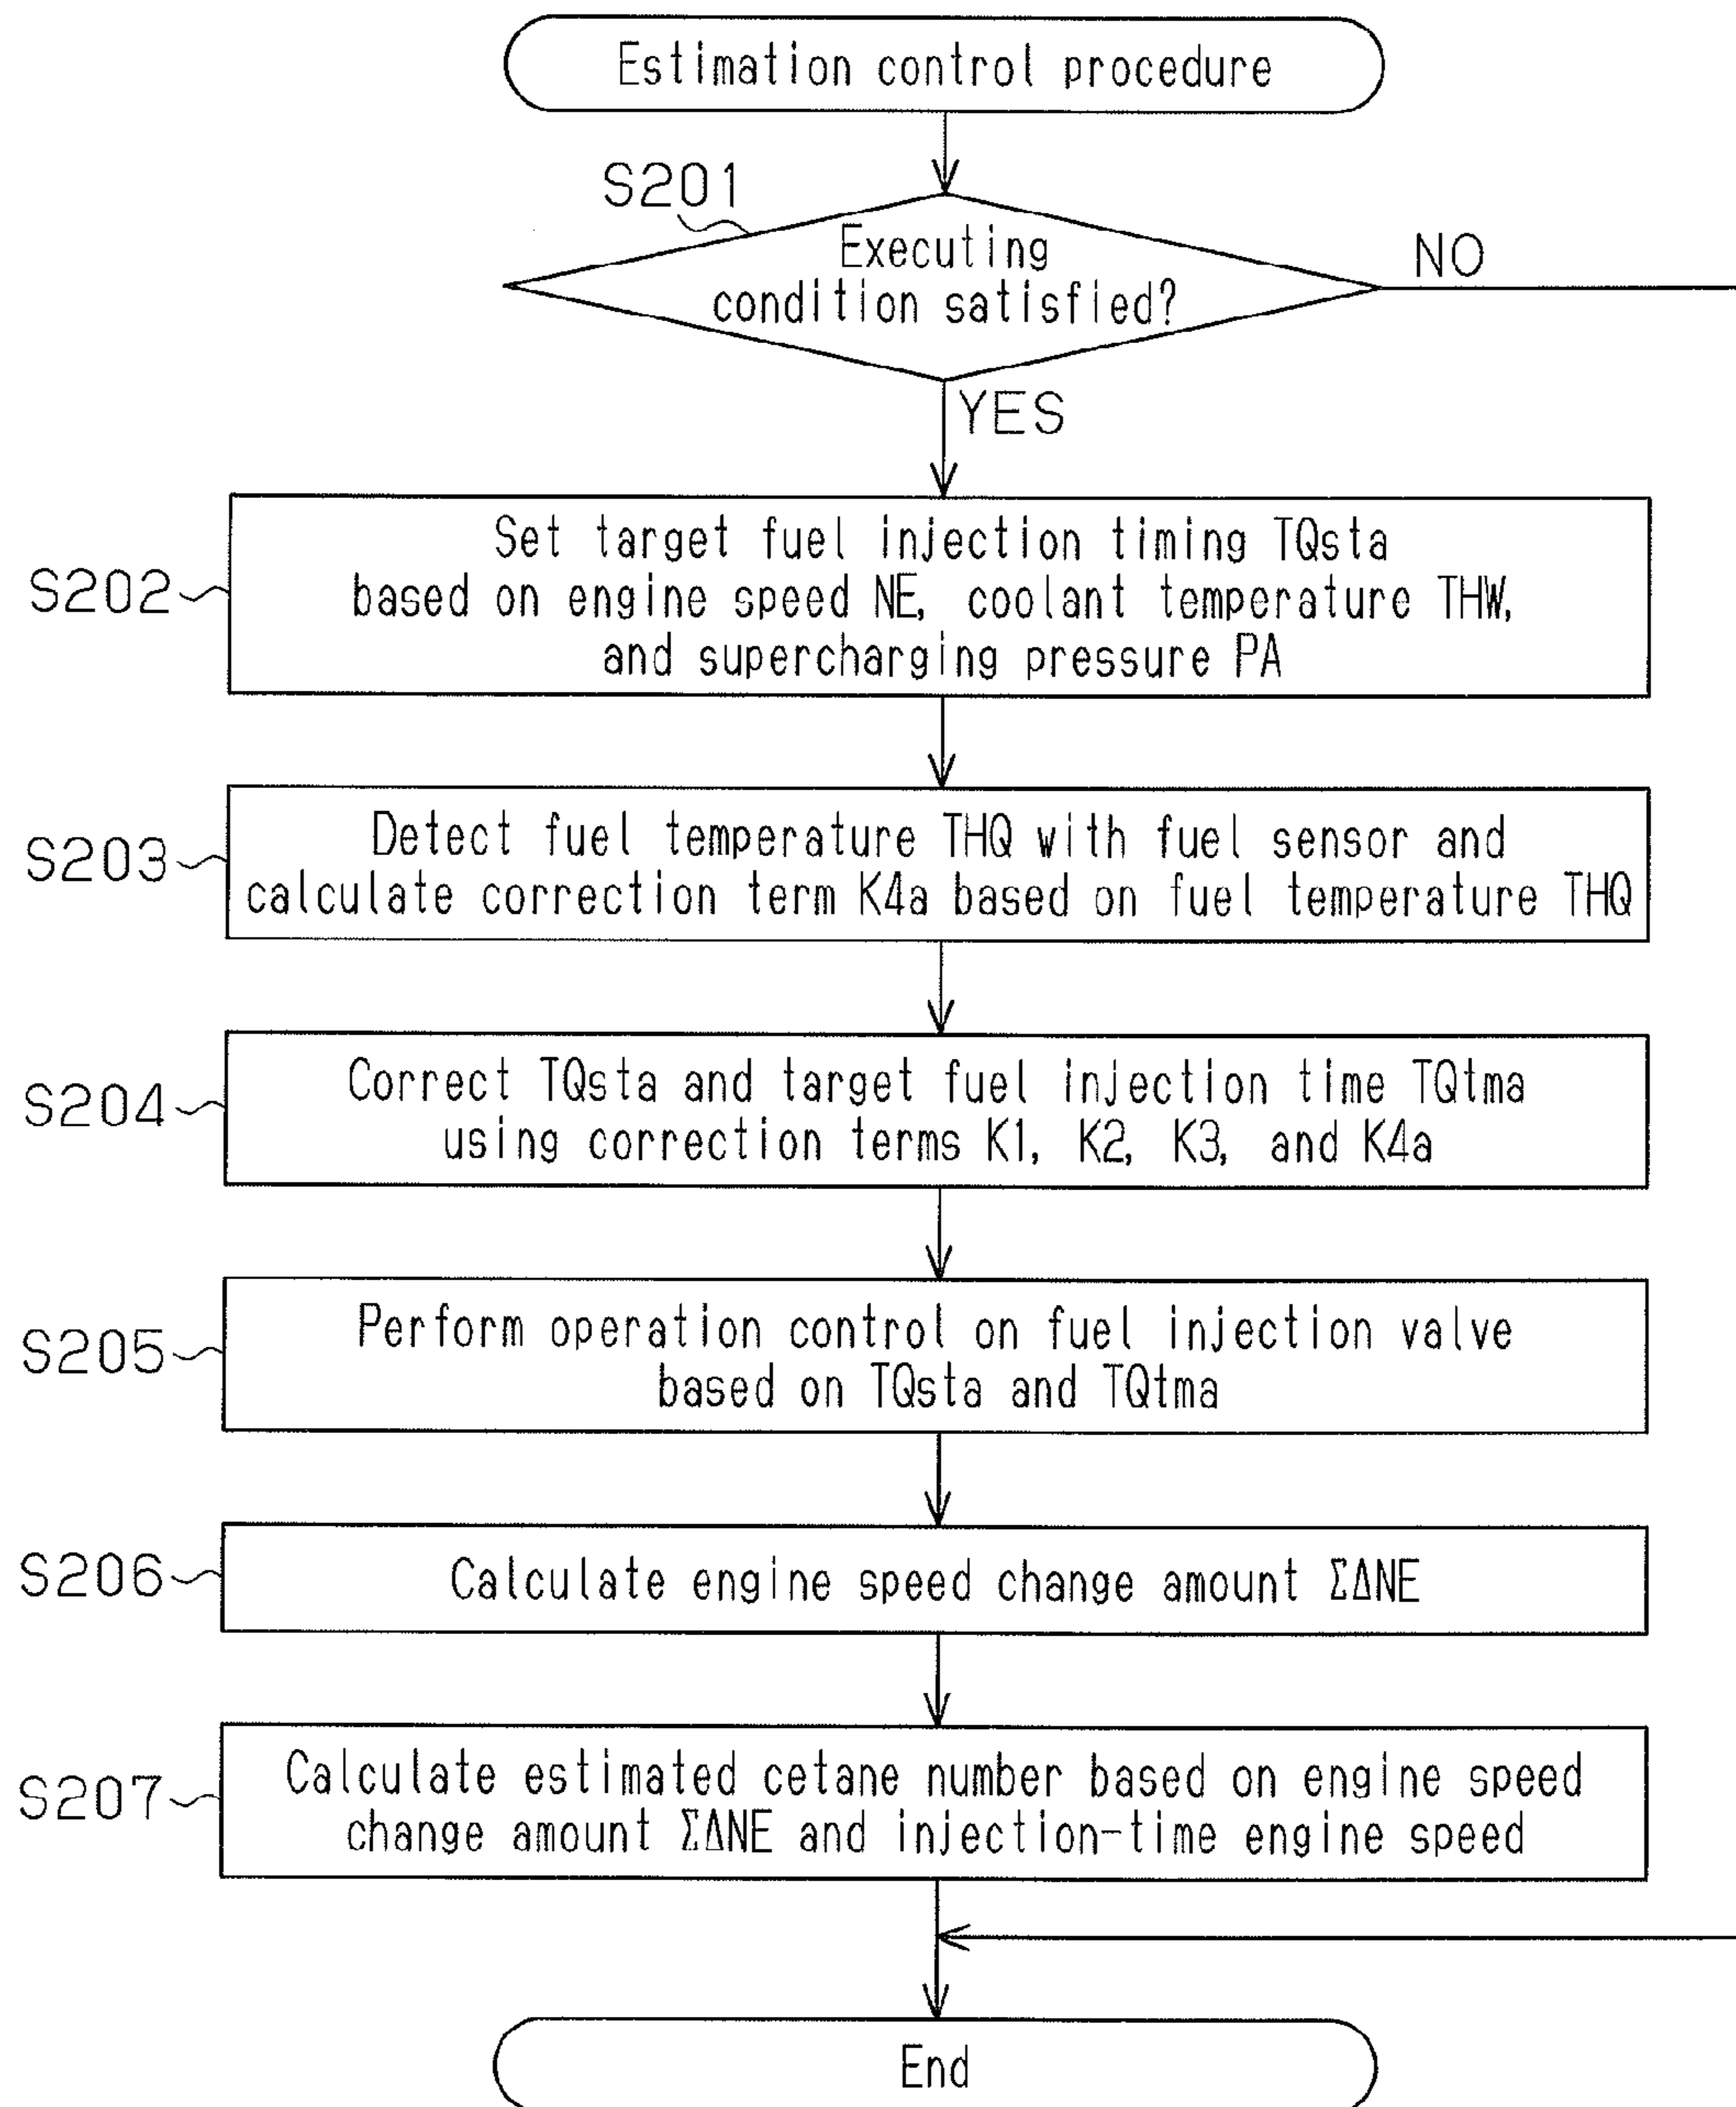 Estimation control procedure
S201
Executing
condition satisfied?
NO
YES
S202
Set target fuel injection timing TQsta
based on engine speed NE, coolant temperature THW,
and supercharging pressure PA
S203
Detect fuel temperature THQ with fuel sensor and
calculate correction term K4a based on fuel temperature THQ
S204
Correct TQsta and target fuel injection time TQtma
using correction terms K1, K2, K3, and K4a
S205
Perform operation control on fuel injection valve
based on TQsta and TQtma
S206
Calculate engine speed change amount ΣΔNE
S207
Calculate estimated cetane number based on engine speed
change amount ΣΔNE and injection-time engine speed
End